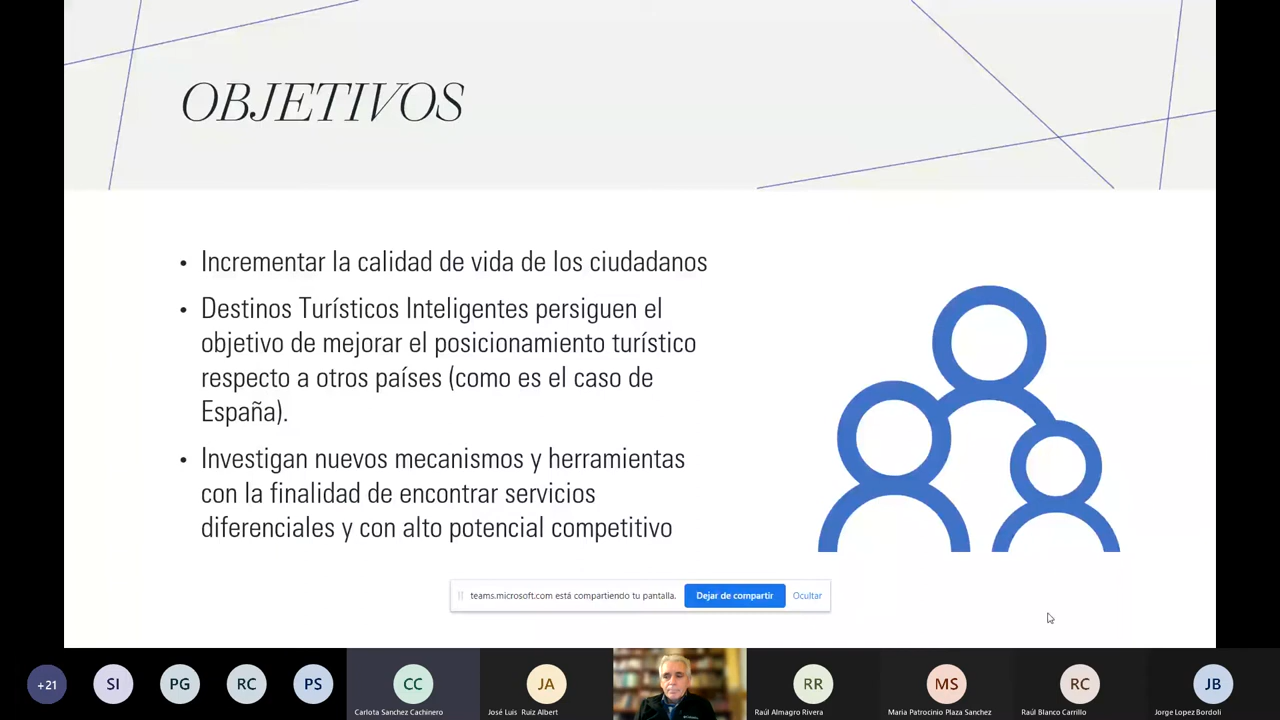 OBJETIVOS
• Incrementar la calidad de vida de los ciudadanos
• Destinos Turísticos Inteligentes persiguen el
objetivo de mejorar el posicionamiento turístico
respecto a otros países (como es el caso de
España).
• Investigan nuevos mecanismos y herramientas
con la finalidad de encontrar servicios
diferenciales y con alto potencial competitivo
teams.microsoft.com está compartiendo tu pantalla.
Dejar de compartir
Ocultar
+21
SI
PG
RC
PS
CC
Carlota Sanchez Cachinero
JA
José Luis Ruiz Albert
RR
Raúl Almagro Rivera
MS
Maria Patrocinio Plaza Sanchez
RC
Raúl Blanco Carrillo
JB
Jorge Lopez Bordoli